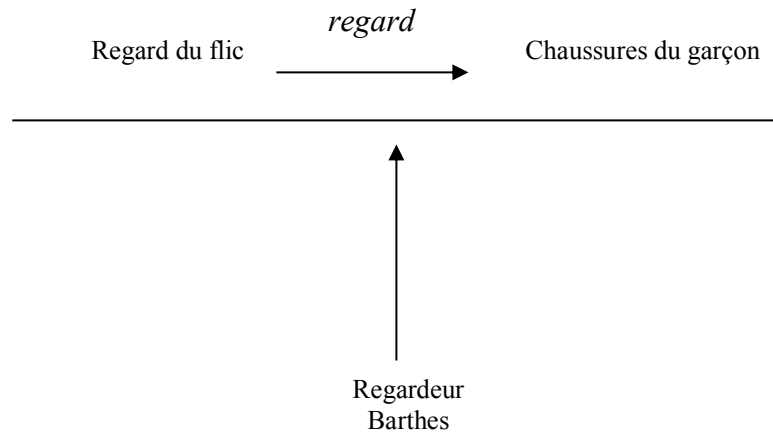 regard
Regard du flic
Chaussures du garçon
Regardeur
Barthes